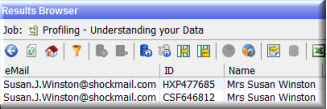 Results Browser
Job: Profiling - Understanding your Data
eMail ID Name
Susan.J.Winston@shockmail.com HXP477685 Mrs Susan Winston
Susan.J.Winston@shockmail.com CSF646812 Mrs Susan Winston